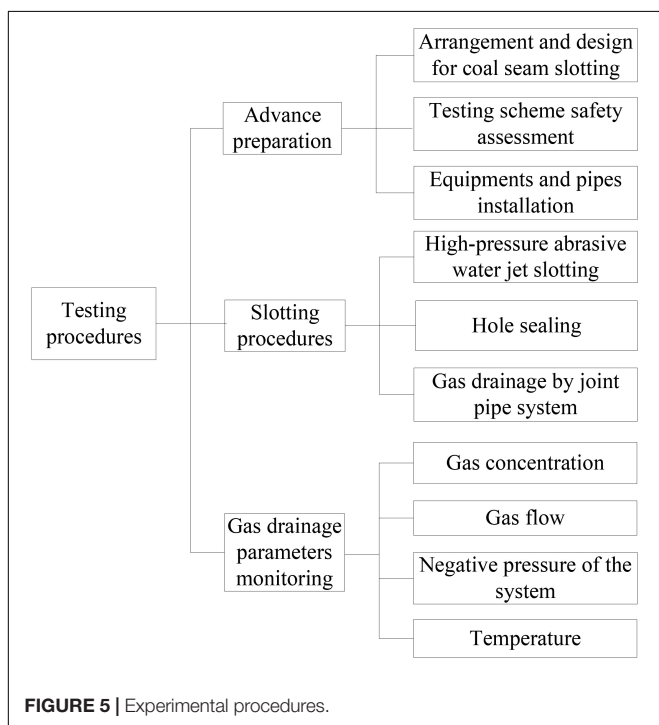 Testing
procedures
Advance
preparation
Arrangement and design
for coal seam slotting
Testing scheme safety
assessment
Equipments and pipes
installation
Slotting
procedures
High-pressure abrasive
water jet slotting
Hole sealing
Gas drainage by joint
pipe system
Gas drainage
parameters
monitoring
Gas concentration
Gas flow
Negative pressure of the
system
Temperature
FIGURE 5 | Experimental procedures.